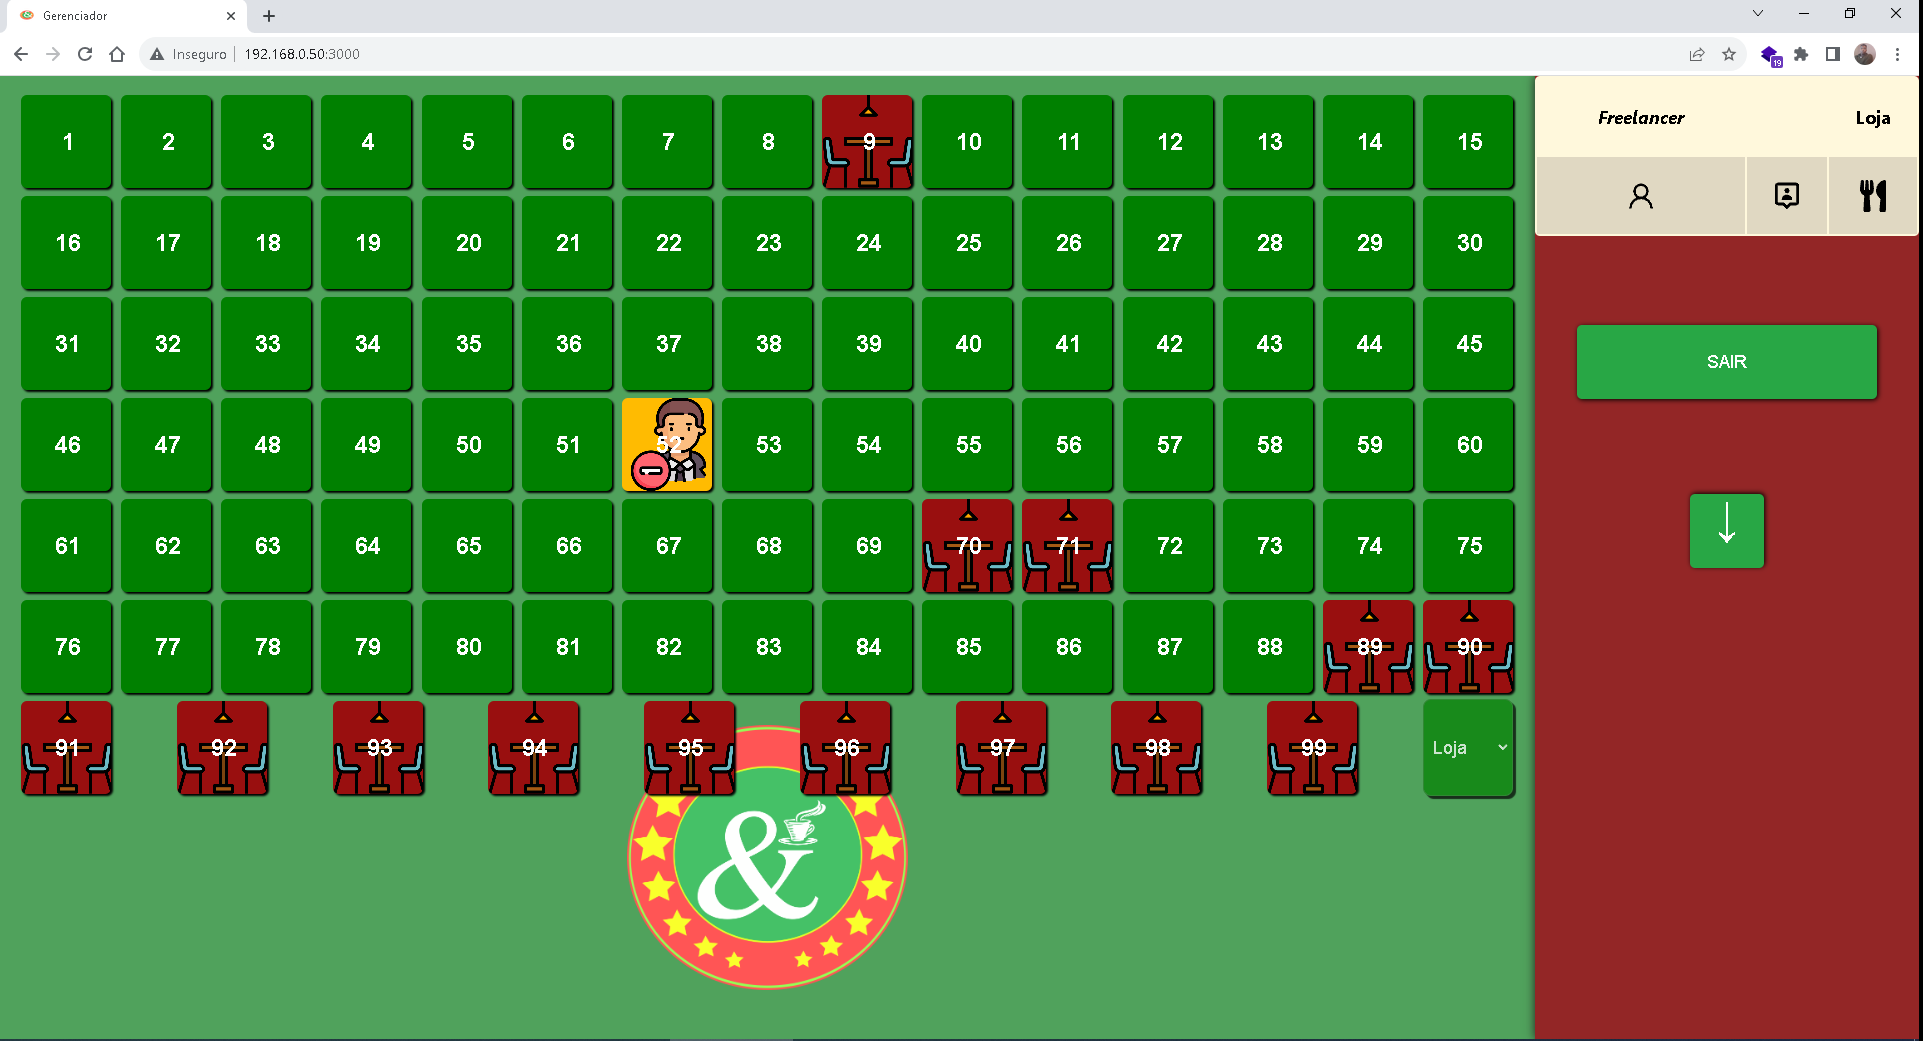 Gerenciador
Inseguro 192.168.0.50:3000
19
Freelancer Loja
1 2 3 4 5 6 7 8 9 10 11 12 13 14 15
16 17 18 19 20 21 22 23 24 25 26 27 28 29 30
31 32 33 34 35 36 37 38 39 40 41 42 43 44 45
SAIR
46 47 48 49 50 51 52 53 54 55 56 57 58 59 60
61 62 63 64 65 66 67 68 69 70 71 72 73 74 75
76 77 78 79 80 81 82 83 84 85 86 87 88 89 90
91 92 93 94 95 96 97 98 99 Loja
&